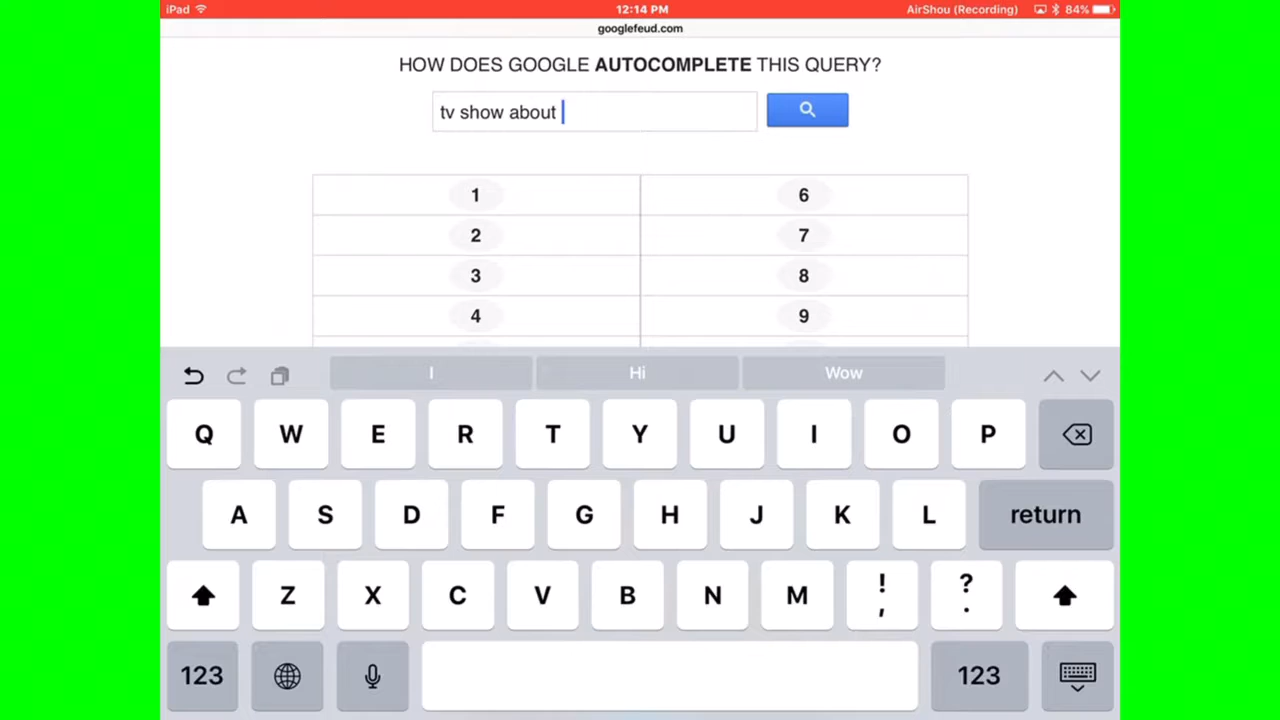 iPad 12:14 PM AirShou (Recording) 84%
googlefeud.com
HOW DOES GOOGLE AUTOCOMPLETE THIS QUERY?
tv show about
1 6
2 7
3 8
4 9
I Hi Wow
Q W E R T Y U I O P
A S D F G H J K L return
Z X C V B N M ! , ? .
123 123